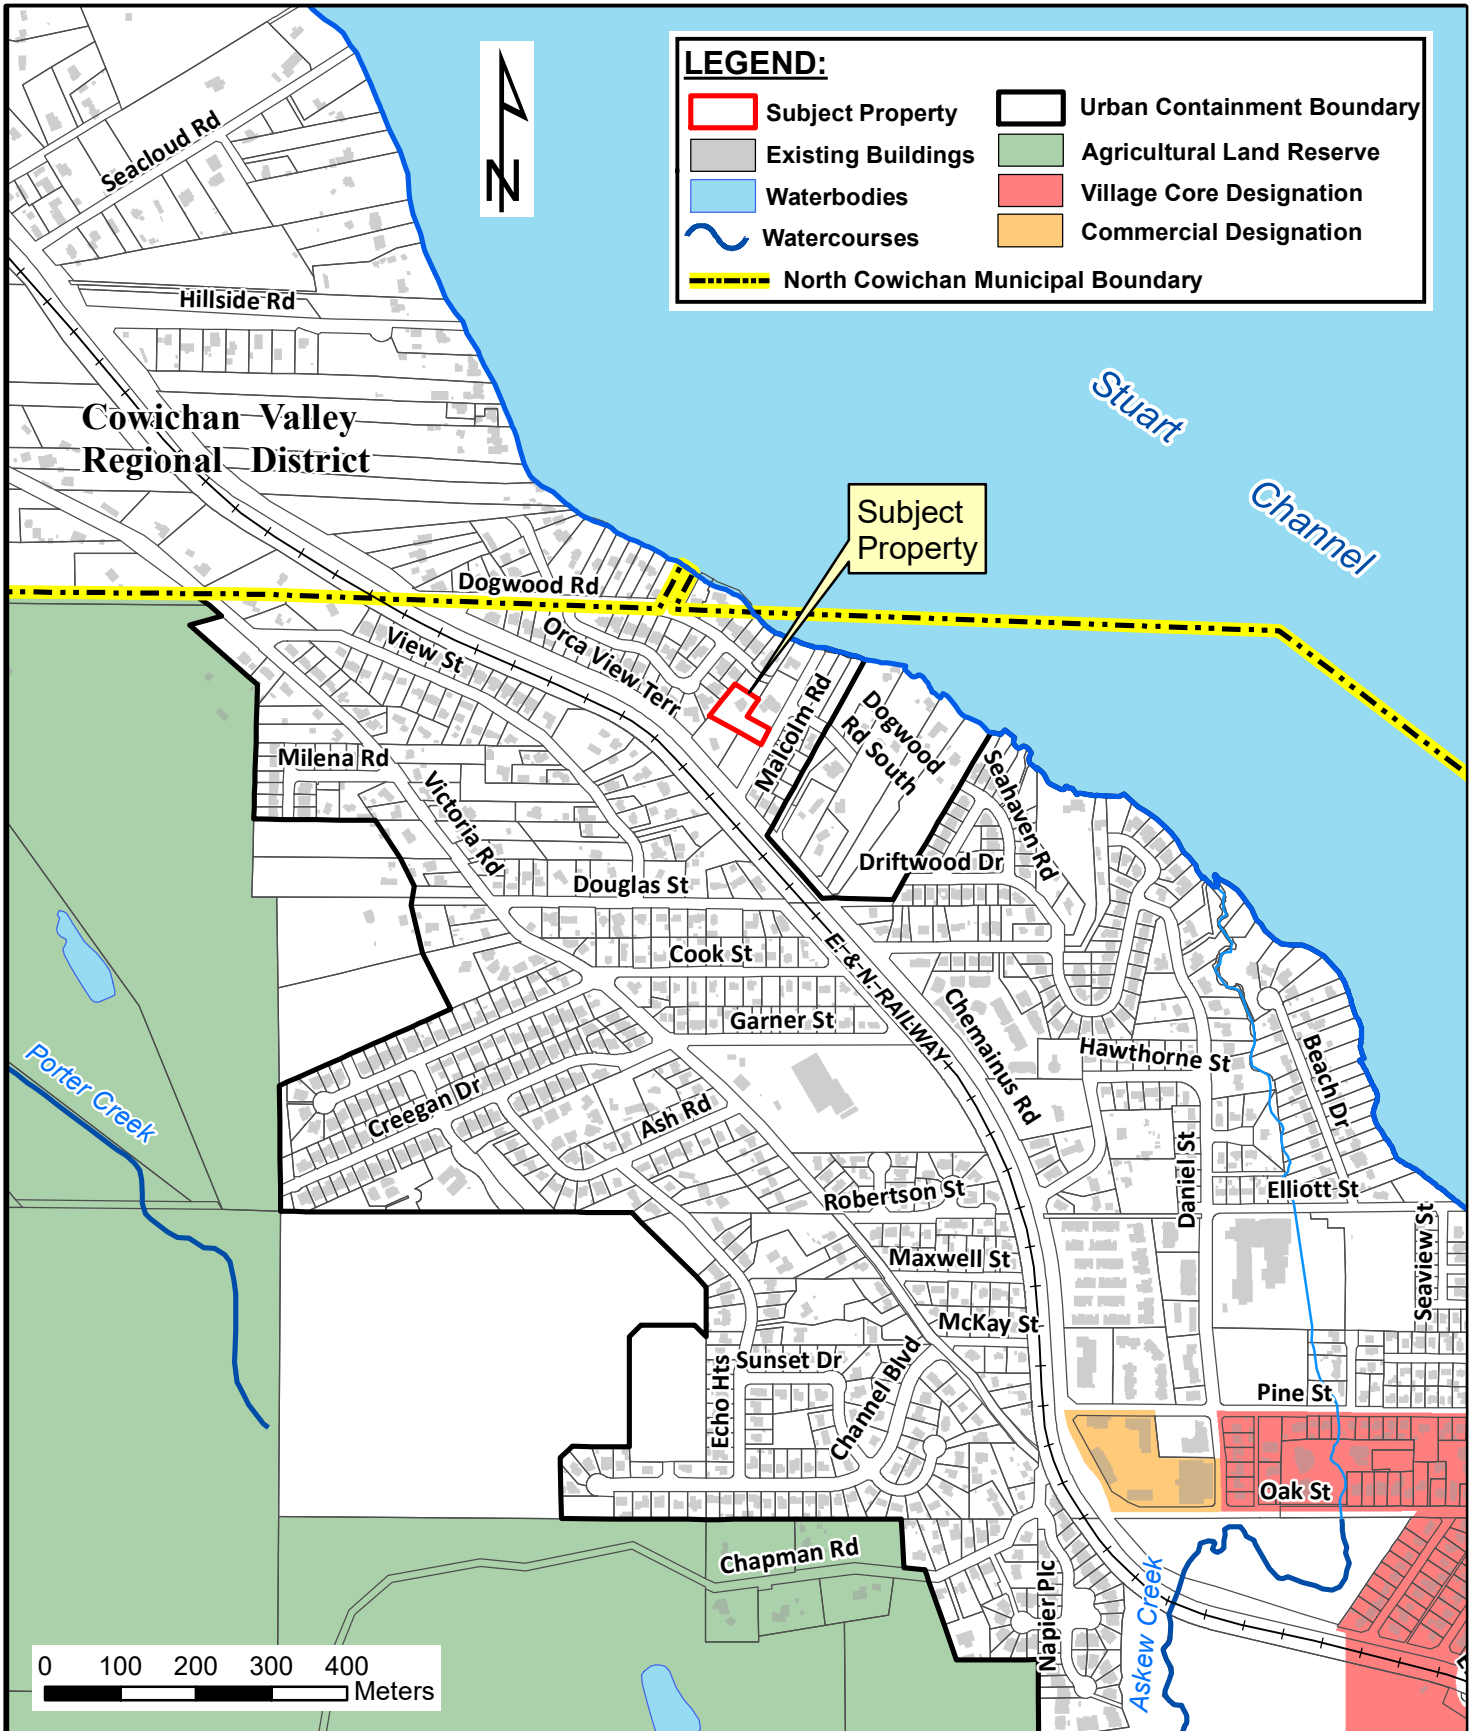 LEGEND:
Subject Property
Existing Buildings
Waterbodies
Watercourses
North Cowichan Municipal Boundary
Urban Containment Boundary
Agricultural Land Reserve
Village Core Designation
Commercial Designation
N
Seacloud Rd
Hillside Rd
Cowichan Valley
Regional District
Stuart
Channel
Subject
Property
Dogwood Rd
View St
Orca View Terr
Malcolm Rd
Dogwood
Rd South
Seahaven Rd
Milena Rd
Victoria Rd
Driftwood Dr
Douglas St
Cook St
E. & N. RAILWAY
Garner St
Chemainus Rd
Hawthorne St
Beach Dr
Porter Creek
Creegan Dr
Ash Rd
Daniel St
Robertson St
Elliott St
Maxwell St
Seaview St
McKay St
Echo Hts
Sunset Dr
Channel Blvd
Pine St
Oak St
Chapman Rd
Napier Plc
Askew Creek
0 100 200 300 400
Meters